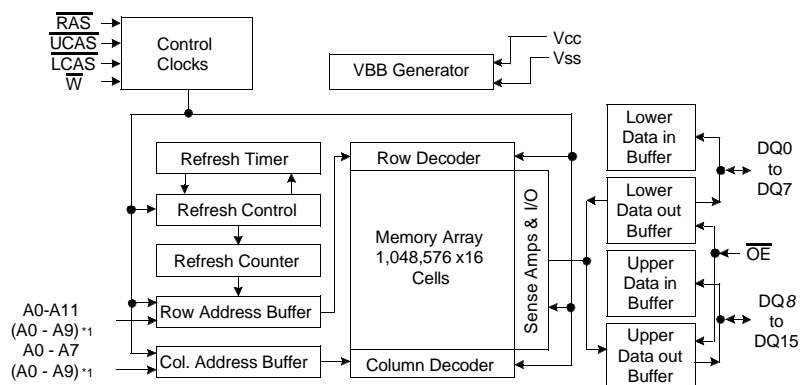 RAS
UCAS
LCAS
W
Control
Clocks
VBB Generator
Vcc
Vss
Refresh Timer
Refresh Control
Refresh Counter
Row Address Buffer
Col. Address Buffer
A0-A11
(A0 - A9) *1
A0 - A7
(A0 - A9) *1
Row Decoder
Memory Array
1,048,576 x16
Cells
Column Decoder
Sense Amps & I/O
Lower
Data in
Buffer
Lower
Data out
Buffer
Upper
Data in
Buffer
Upper
Data out
Buffer
DQ0
to
DQ7
OE
DQ8
to
DQ15